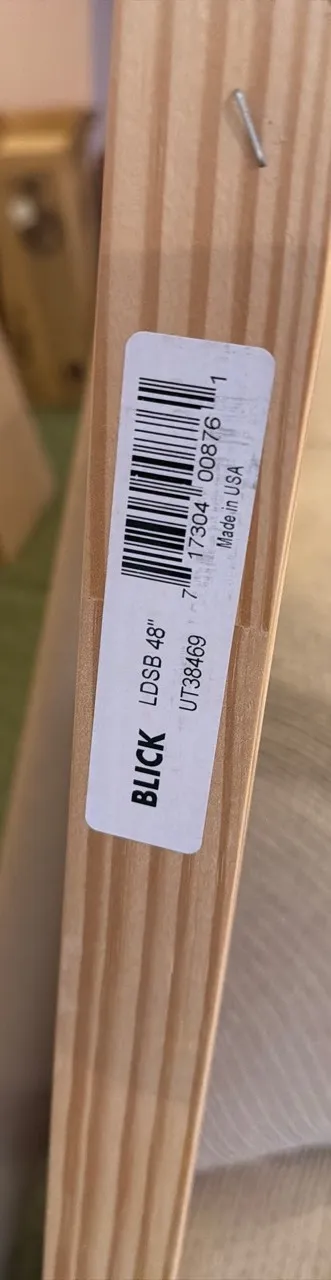 7 17304 00876 1
Made in USA
BLICK LDSB 48"
UT38469